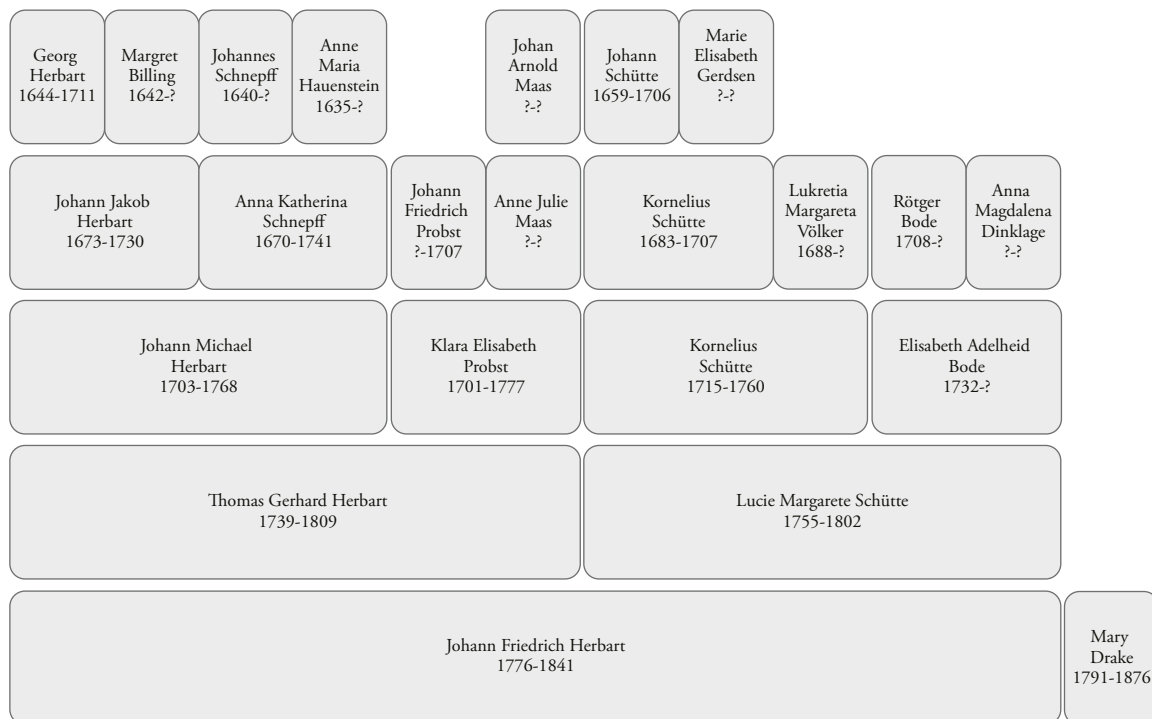 Georg
Herbart
1644-1711
Margret
Billing
1642-?
Johannes
Schnepff
1640-?
Anne
Maria
Hauenstein
1635-?
Johan
Arnold
Maas
?-?
Johann
Schütte
1659-1706
Marie
Elisabeth
Gerdsen
?-?
Johann Jakob
Herbart
1673-1730
Anna Katherina
Schnepff
1670-1741
Johann
Friedrich
Probst
?-1707
Anne Julie
Maas
?-?
Kornelius
Schütte
1683-1707
Lukretia
Margareta
Völker
1688-?
Rötger
Bode
1708-?
Anna
Magdalena
Dinklage
?-?
Johann Michael
Herbart
1703-1768
Klara Elisabeth
Probst
1701-1777
Kornelius
Schütte
1715-1760
Elisabeth Adelheid
Bode
1732-?
Thomas Gerhard Herbart
1739-1809
Lucie Margarete Schütte
1755-1802
Johann Friedrich Herbart
1776-1841
Mary
Drake
1791-1876